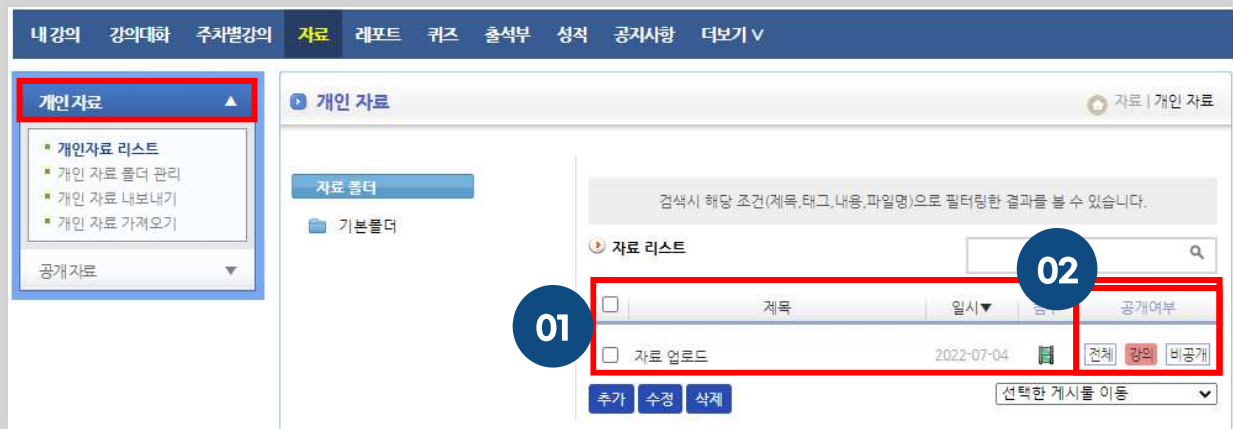 내강의 강의대화 주차별강의 자료 레포트 퀴즈 출석부 성적 공지사항 더보기 ∨
개인 자료 ▲
개인자료 리스트
개인 자료 폴더 관리
개인 자료 내보내기
개인 자료 가져오기
공개자료 ▼
개인 자료
자료 | 개인 자료
자료 폴더
기본폴더
검색시 해당 조건(제목,태그,내용,파일명)으로 필터링한 결과를 볼 수 있습니다.
자료 리스트
02
01
제목 일시▼ 공개여부
자료 업로드 2022-07-04 전체 강의 비공개
추가 수정 삭제 선택한 게시물 이동